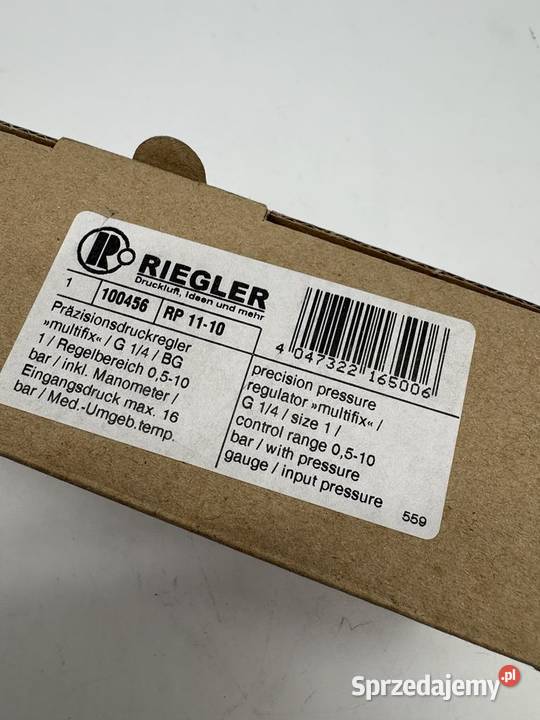 RIEGLER
Druckluft, Ideen und mehr
1
100456
RP 11-10
Präzisionsdruckregler
»multifix« / G 1/4 / BG
1 / Regelbereich 0,5-10
bar / inkl. Manometer /
Eingangsdruck max. 16
bar / Med.-Umgeb.temp.
4 047322 165006
precision pressure
regulator »multifix« /
G 1/4 / size 1 /
control range 0,5-10
bar / with pressure
gauge / input pressure
559
Sprzedajemy.pl